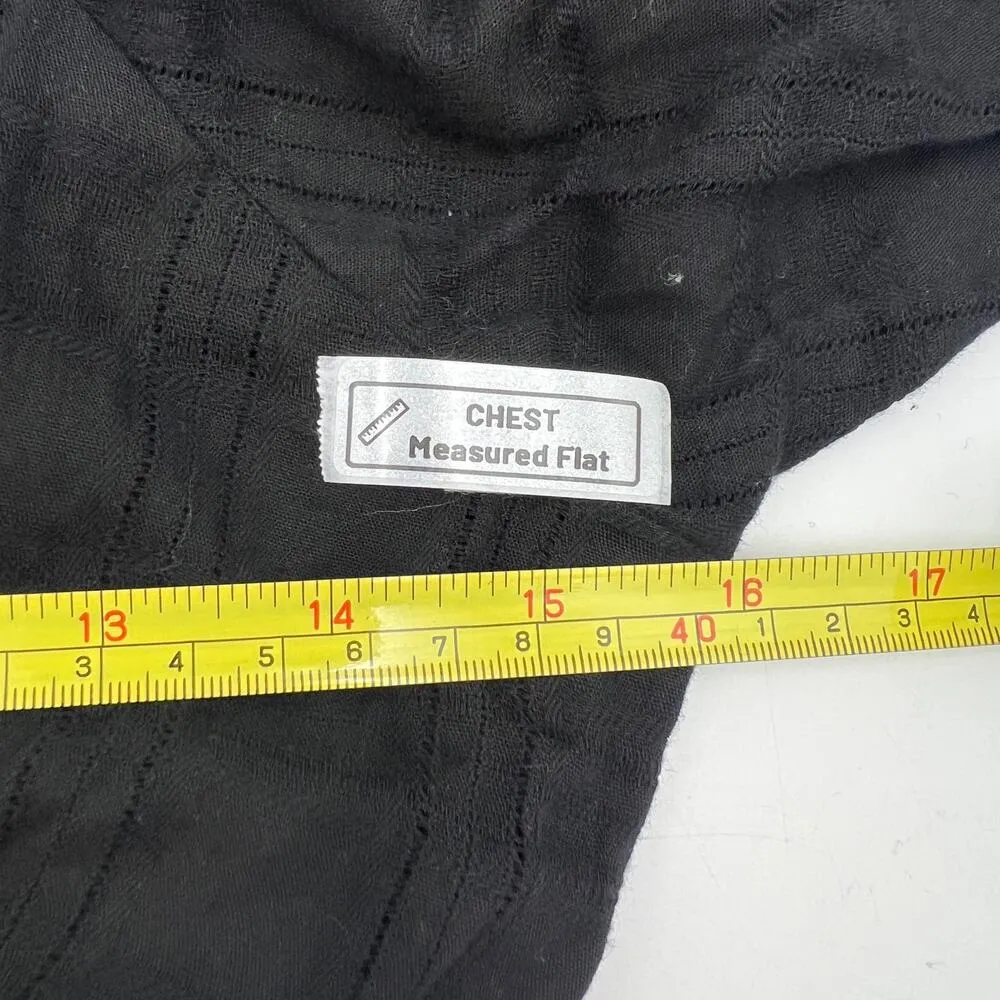 CHEST
Measured Flat
13 14 15 16 17
3 4 5 6 7 8 9 40 1 2 3 4